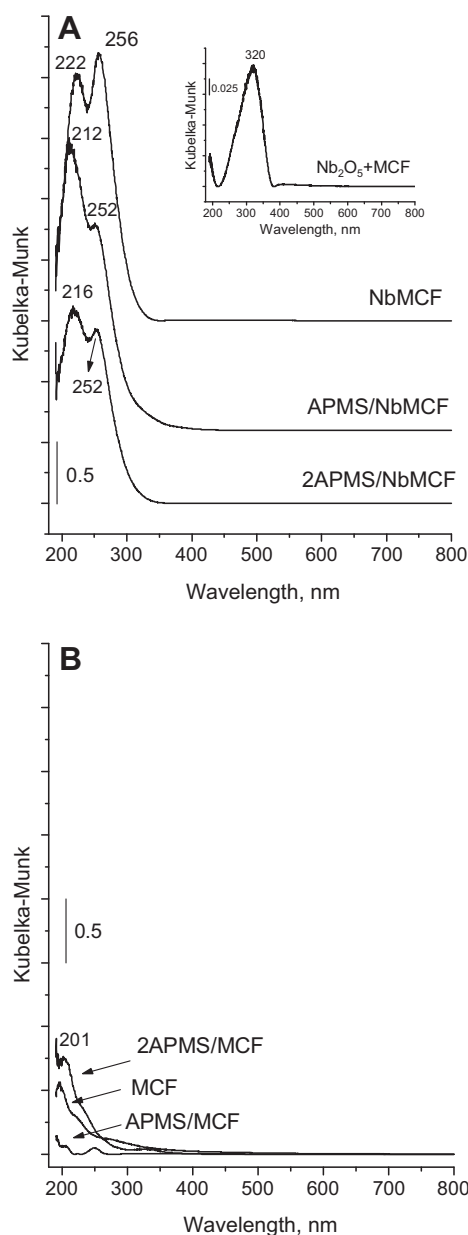 A
256
222
212
252
216
252
0.5
NbMCF
APMS/NbMCF
2APMS/NbMCF
Kubelka-Munk
200 300 400 500 600 700 800
Wavelength, nm
320
0.025
Nb₂O₅+MCF
Kubelka-Munk
200 300 400 500 600 700 800
Wavelength, nm
B
0.5
201
2APMS/MCF
MCF
APMS/MCF
Kubelka-Munk
200 300 400 500 600 700 800
Wavelength, nm